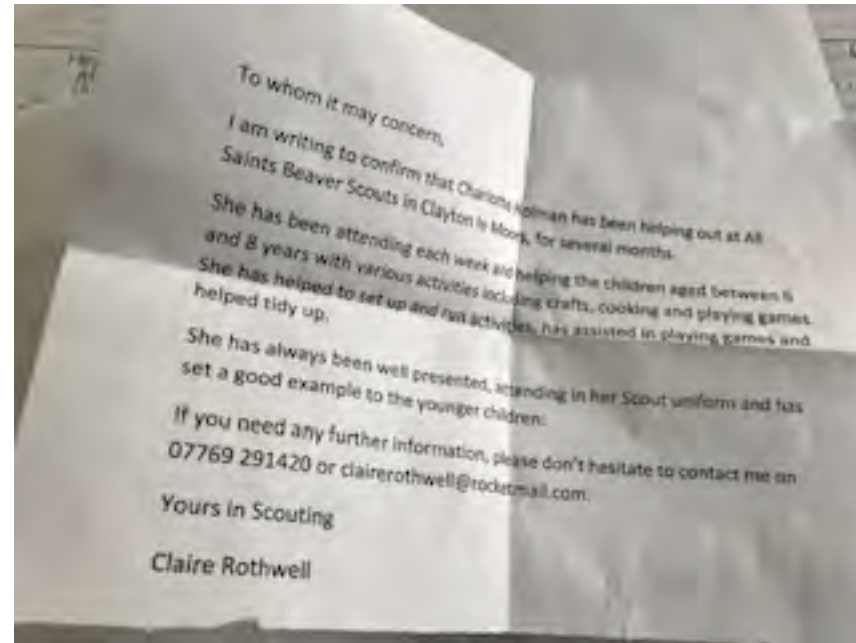 To whom it may concern,
I am writing to confirm that Charlotte has been helping out at All
Saints Beaver Scouts in Clayton le Moors, for several months.
She has been attending each week and helping the children aged between 6
and 8 years with various activities including crafts, cooking and playing games.
She has helped to set up and run activities, has assisted in playing games and
helped tidy up.
She has always been well presented, attending in her Scout uniform and has
set a good example to the younger children.
If you need any further information, please don't hesitate to contact me on
07769 291420 or clairerothwell@rocketmail.com.
Yours in Scouting
Claire Rothwell